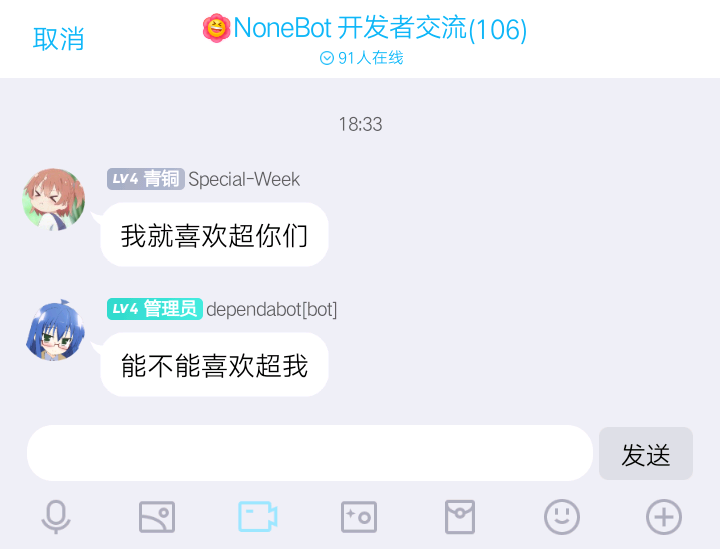 取消
NoneBot 开发者交流(106)
91人在线
18:33
LV4 青铜 Special-Week
我就喜欢超你们
LV4 管理员 dependabot[bot]
能不能喜欢超我
发送